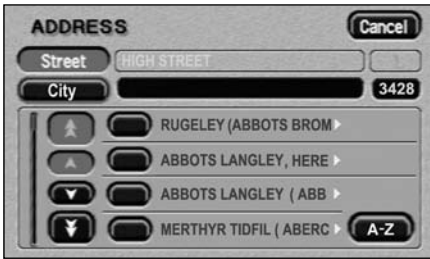 ADDRESS Cancel
Street HIGH STREET
City 3428
RUGELEY (ABBOTS BROM
ABBOTS LANGLEY, HERE
ABBOTS LANGLEY ( ABB
MERTHYR TIDFIL ( ABERC A-Z